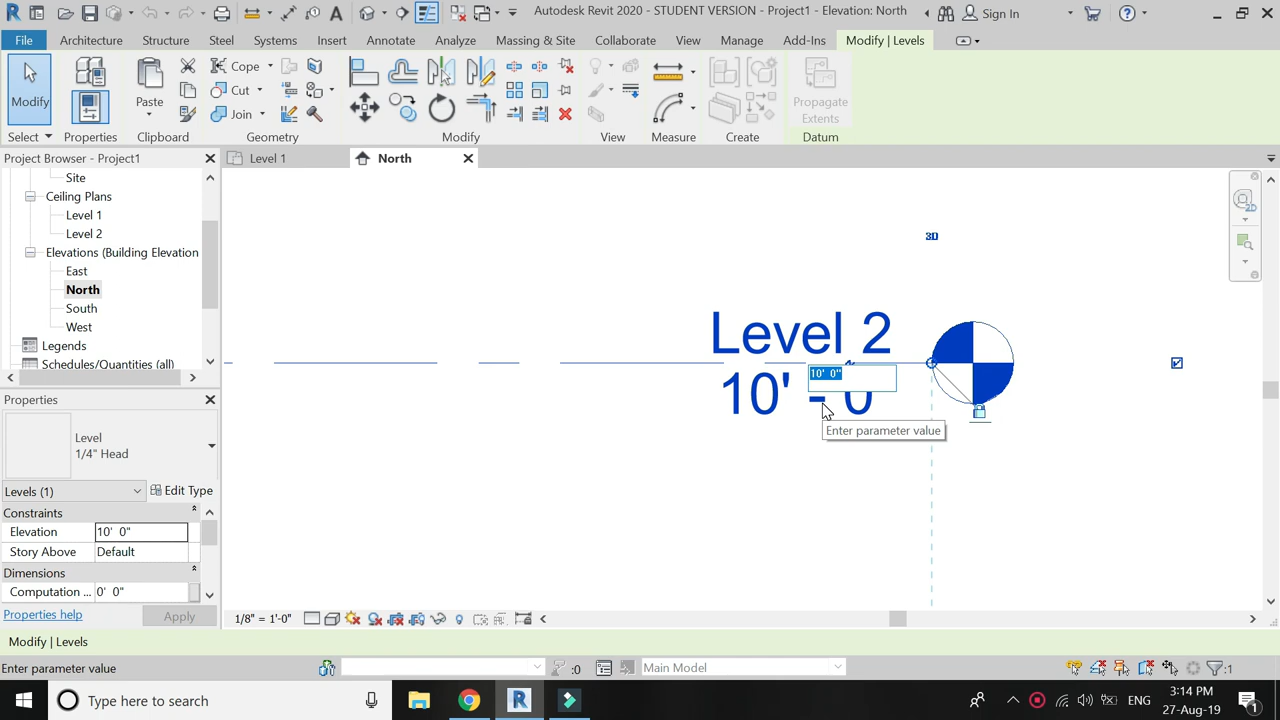 Autodesk Revit 2020 - STUDENT VERSION - Project1 - Elevation: North
Sign In
File Architecture Structure Steel Systems Insert Annotate Analyze Massing & Site Collaborate View Manage Add-Ins Modify | Levels
Modify
Paste
Cope
Cut
Join
Propagate
Extents
Select Properties Clipboard Geometry Modify View Measure Create Datum
Project Browser - Project1
Level 1
North
Site
Ceiling Plans
Level 1
Level 2
Elevations (Building Elevation
East
North
South
West
Legends
Schedules/Quantities (all)
Properties
Level
1/4" Head
Levels (1)
Edit Type
Constraints
Elevation 10' 0"
Story Above Default
Dimensions
Computation ... 0' 0"
Properties help
Apply
3D
Level 2
10' 0"
10' - 0
Enter parameter value
1/8" = 1'-0"
Modify | Levels
Enter parameter value
:0
Main Model
:1
Type here to search
ENG
3:14 PM
27-Aug-19
1